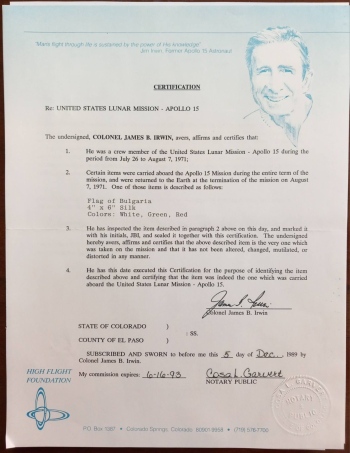 "Man's flight through life is sustained by the power of his knowledge"
Jim Irwin, Former Apollo 15 Astronaut
CERTIFICATION
Re: UNITED STATES LUNAR MISSION - APOLLO 15
The undersigned, COLONEL JAMES B. IRWIN, avers, affirms and certifies that:
1. He was a crew member of the United States Lunar Mission - Apollo 15 during the
period from July 26 to August 7, 1971;
2. Certain items were carried aboard the Apollo 15 Mission during the entire term of the
mission, and were returned to the Earth at the termination of the mission on August
7, 1971. One of those items is described as follows:
Flag of Bulgaria
4" x 6" Silk
Colors: White, Green, Red
3. He has inspected the item described in paragraph 2 above on this day, and marked it
with his initials, JBI, and sealed it together with this certification. The undersigned
hereby avers, affirms and certifies that the above described item is the very one which
was taken on the mission and that it has not been altered, changed, mutilated, or
distorted in any manner.
4. He has this date executed this Certification for the purpose of identifying the item
described above and certifying that the item was indeed the one which was carried
aboard the United States Lunar Mission - Apollo 15.
Colonel James B. Irwin
STATE OF COLORADO )
) : SS.
COUNTY OF EL PASO )
SUBSCRIBED AND SWORN to before me this 8 day of Dec., 1989 by
Colonel James B. Irwin.
My commission expires: 6-16-93
NOTARY PUBLIC
HIGH FLIGHT
FOUNDATION
NOTARY
PUBLIC
PO Box 1387 • Colorado Springs, Colorado • (719) 576-7700